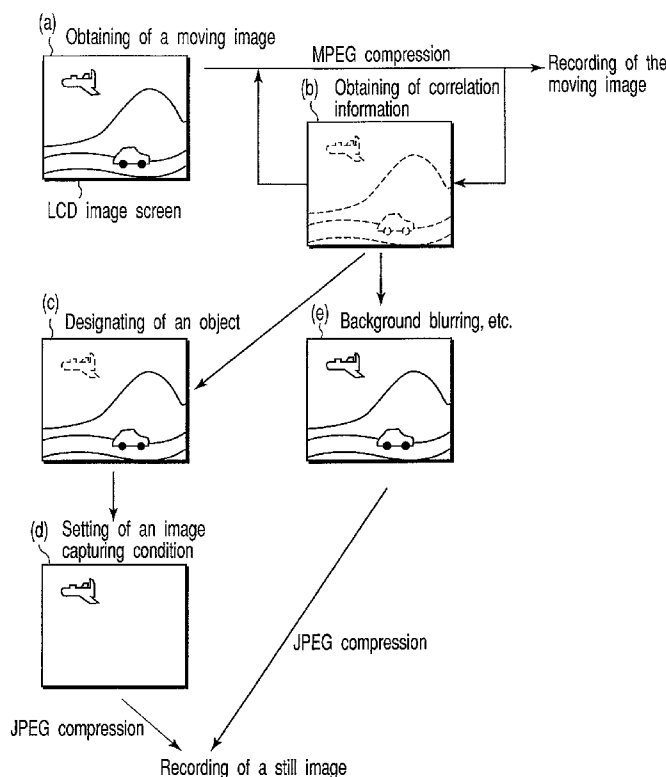 (a)
Obtaining of a moving image
MPEG compression
Recording of the
moving image
(b)
Obtaining of correlation
information
LCD image screen
(c)
Designating of an object
(e)
Background blurring, etc.
(d)
Setting of an image
capturing condition
JPEG compression
JPEG compression
Recording of a still image